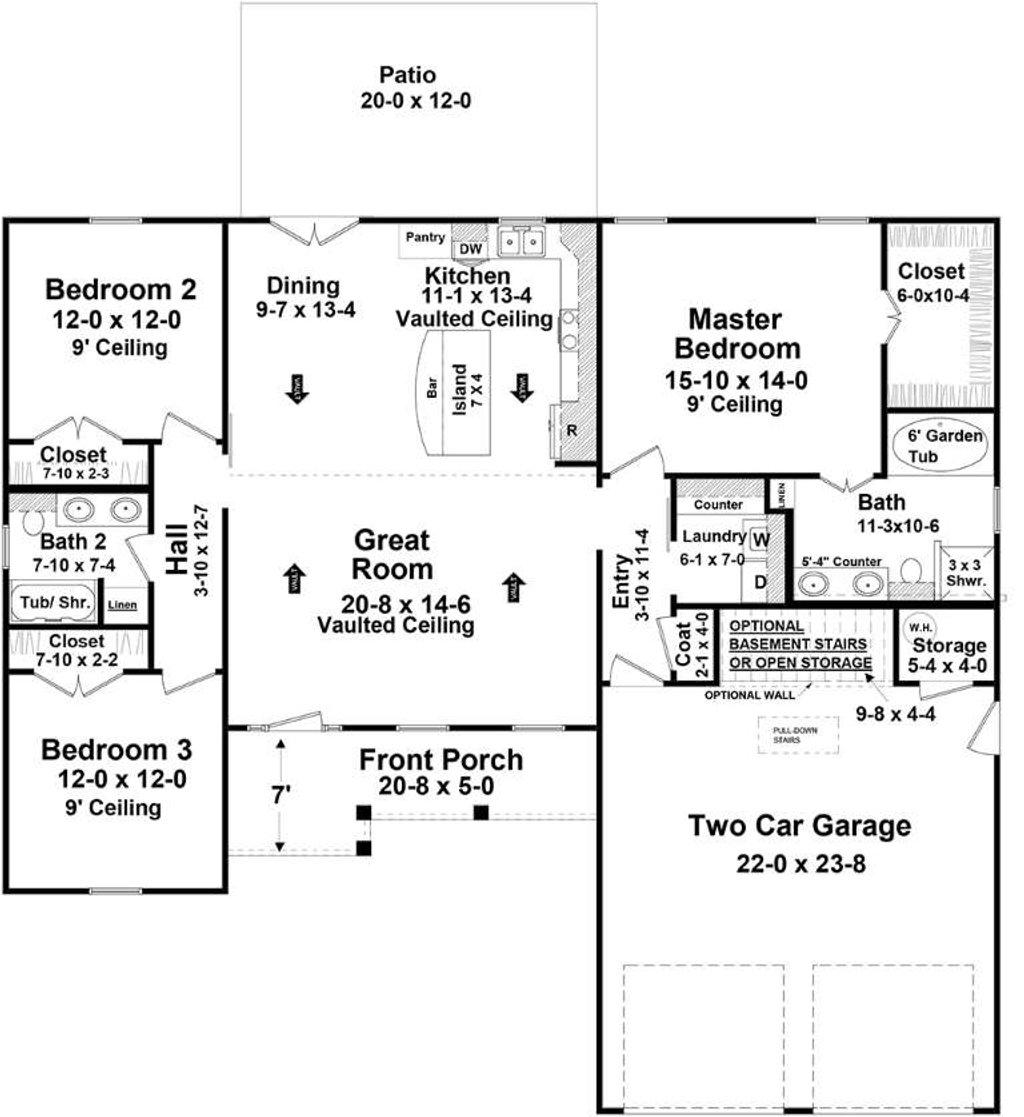 Patio
20-0 x 12-0
Bedroom 2
12-0 x 12-0
9' Ceiling
Dining
9-7 x 13-4
Pantry
DW
Kitchen
11-1 x 13-4
Vaulted Ceiling
Bar
Island
7 X 4
VAULT
VAULT
R
Master
Bedroom
15-10 x 14-0
9' Ceiling
Closet
6-0x10-4
6' Garden
Tub
Closet
7-10 x 2-3
Bath 2
7-10 x 7-4
Tub/ Shr.
Linen
Closet
7-10 x 2-2
Hall
3-10 x 12-7
Great
Room
20-8 x 14-6
Vaulted Ceiling
VAULT
VAULT
Entry
3-10 x 11-4
Counter
Laundry
6-1 x 7-0
W
D
LINEN
Bath
11-3x10-6
5'-4" Counter
3 x 3
Shwr.
Coat
2-1 x 4-0
OPTIONAL
BASEMENT STAIRS
OR OPEN STORAGE
OPTIONAL WALL
9-8 x 4-4
W.H.
Storage
5-4 x 4-0
PULL-DOWN
STAIRS
Bedroom 3
12-0 x 12-0
9' Ceiling
7'
Front Porch
20-8 x 5-0
Two Car Garage
22-0 x 23-8